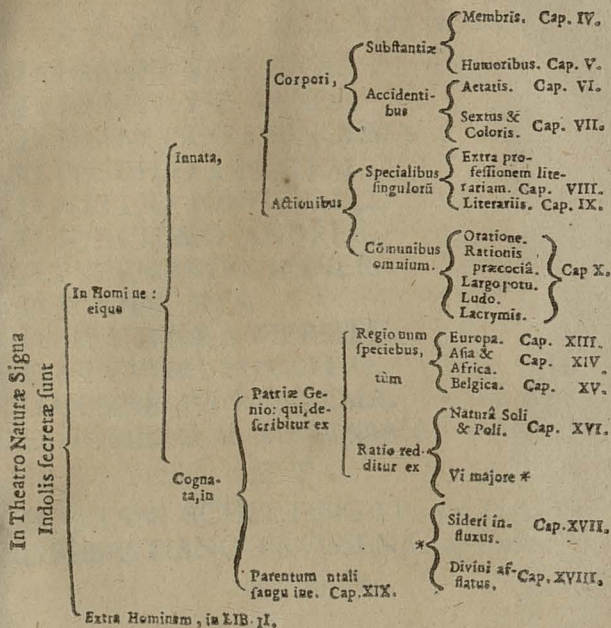 In Theatro Naturæ Signa
Indolis ſecretæ ſunt
In Homine :
eique
Innata,
Corpori,
Subſtantiæ
Membris. Cap. IV.
Humoribus. Cap. V.
Accidenti-
bus
Aetatis. Cap. VI.
Sextus &
Coloris. Cap. VII.
Actionibus
Specialibus
ſingulorũ
Extra pro-
feſſionem lite-
rariam. Cap. VIII.
Literariis. Cap. IX.
Cõmunibus
omnium.
Oratione.
Rationis
præcociâ.
Largo potu.
Ludo.
Lacrymis.
Cap X.
Cogna-
ta, in
Patriæ Ge-
nio: qui, de-
ſcribitur ex
Regionum
ſpeciebus,
tùm
Europa. Cap. XIII.
Aſia &
Africa. Cap. XIV.
Belgica. Cap. XV.
Ratio red-
ditur ex
Naturâ Soli
& Poli. Cap. XVI.
Vi majore *
*
Sideri in-
fluxus. Cap. XVII.
Divini af-
flatus, Cap. XVIII.
Parentum ntali
ſangu ine. Cap. XIX.
Extra Hominem, in LIB. II.